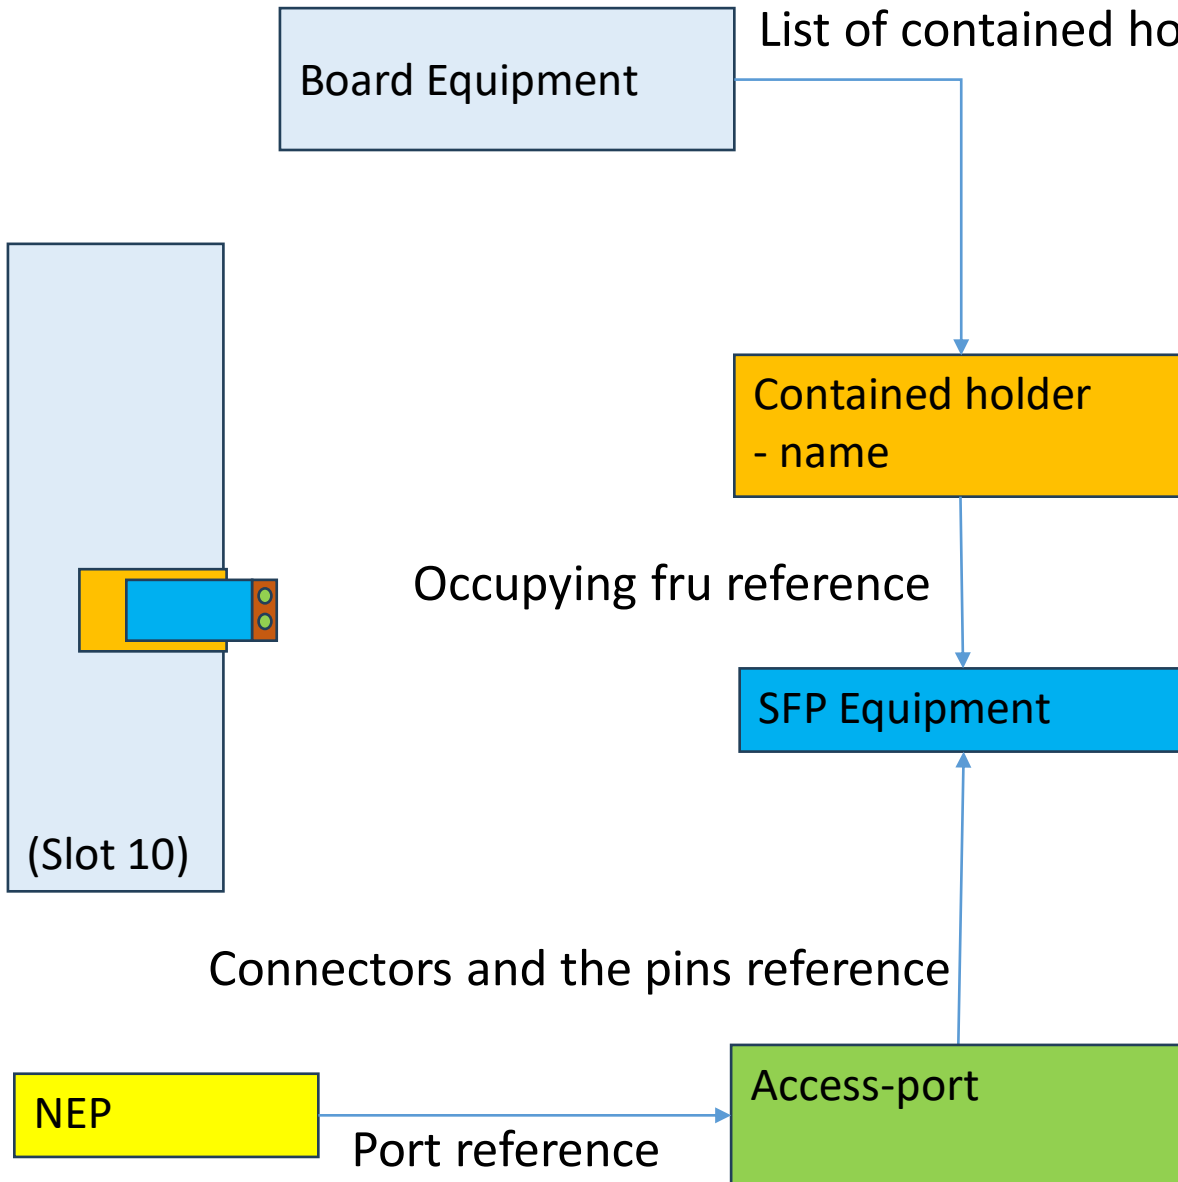 List of contained
Board Equipment
Contained holder
- name
Occupying fru reference
SFP Equipment
(Slot 10)
Connectors and the pins reference
Access-port
NEP
Port reference